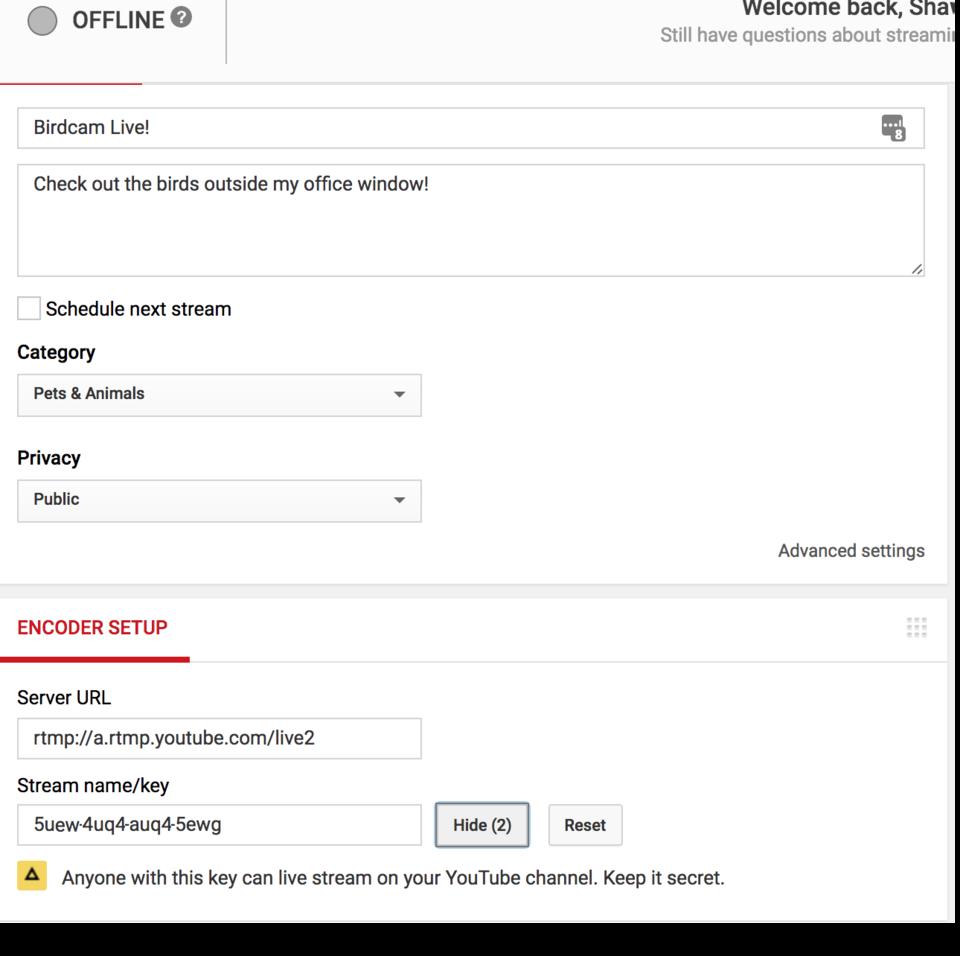 OFFLINE ?
Welcome back, Shaw
Still have questions about streami
Birdcam Live!
8
Check out the birds outside my office window!
Schedule next stream
Category
Pets & Animals
Privacy
Public
Advanced settings
ENCODER SETUP
Server URL
rtmp://a.rtmp.youtube.com/live2
Stream name/key
5uew-4uq4-auq4-5ewg
Hide (2)
Reset
Anyone with this key can live stream on your YouTube channel. Keep it secret.